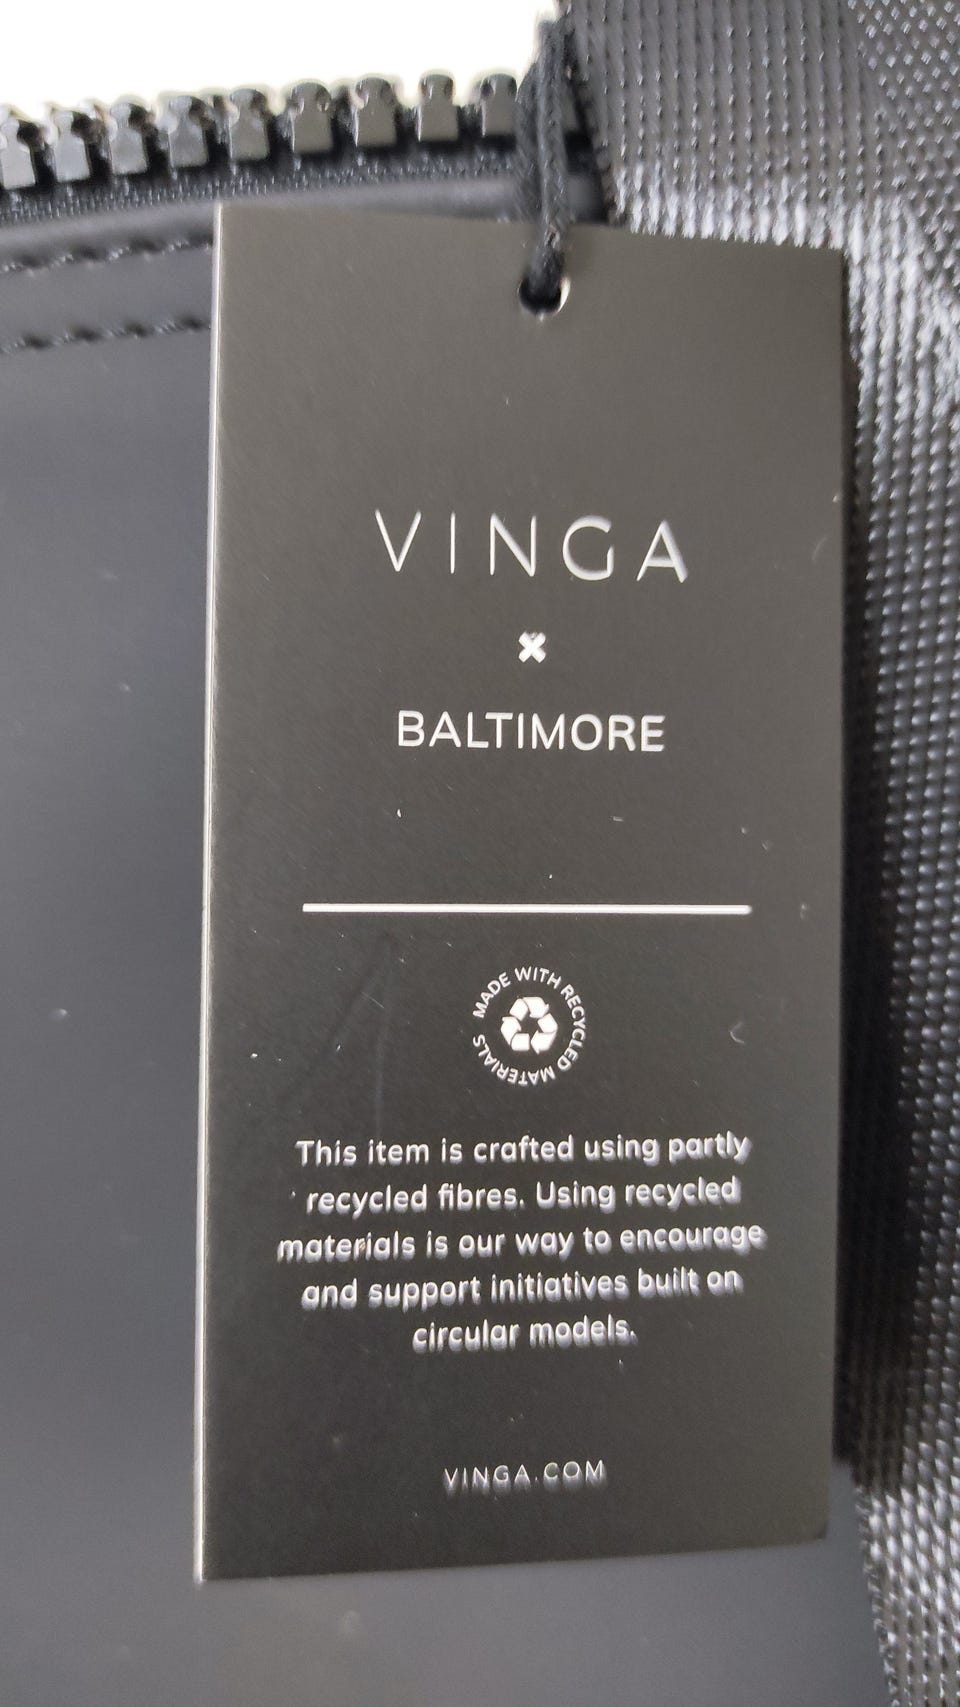 VINGA
×
BALTIMORE
MADE WITH RECYCLED MATERIALS
This item is crafted using partly
recycled fibres. Using recycled
materials is our way to encourage
and support initiatives built on
circular models.
VINGA.COM